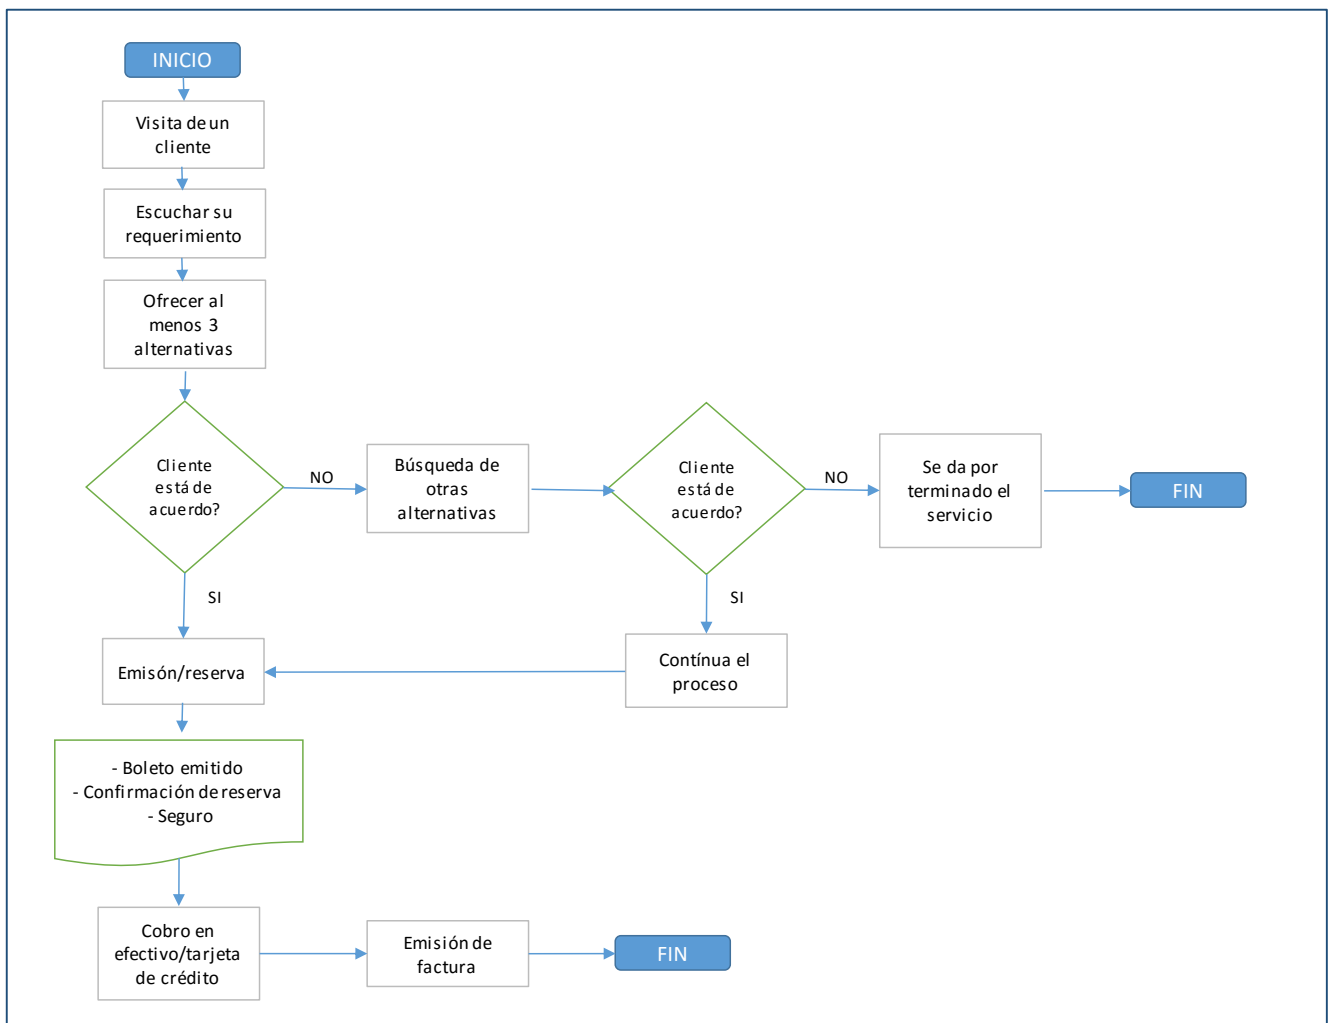 INICIO
Visita de un
cliente
Escuchar su
requerimiento
Ofrecer al
menos 3
alternativas
Cliente
está de
acuerdo?
NO
Búsqueda de
otras
alternativas
Cliente
está de
acuerdo?
NO
Se da por
terminado el
servicio
FIN
SI
SI
Emisón/reserva
Contínua el
proceso
- Boleto emitido
- Confirmación de reserva
- Seguro
Cobro en
efectivo/tarjeta
de crédito
Emisión de
factura
FIN